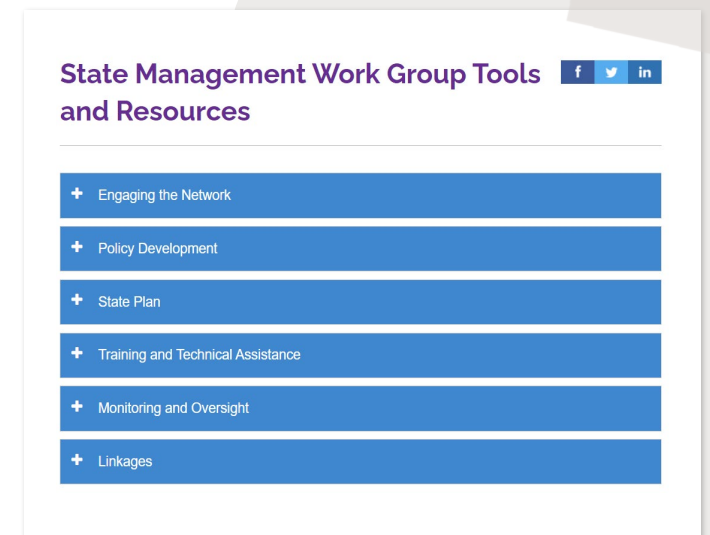 State Management Work Group Tools
and Resources
f
in
Engaging the Network
Policy Development
State Plan
Training and Technical Assistance
Monitoring and Oversight
Linkages